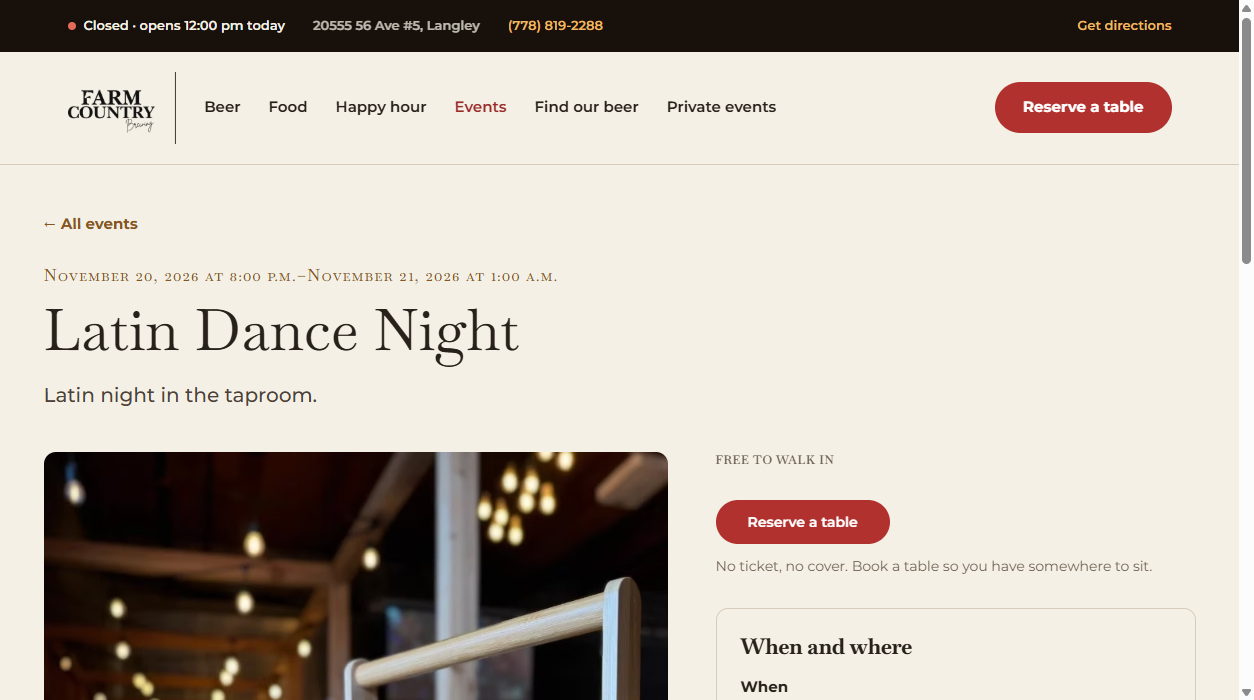 Closed · opens 12:00 pm today
20555 56 Ave #5, Langley
(778) 819-2288
Get directions
FARM
COUNTRY
Brewing
Beer
Food
Happy hour
Events
Find our beer
Private events
Reserve a table
← All events
November 20, 2026 at 8:00 p.m.–November 21, 2026 at 1:00 a.m.
Latin Dance Night
Latin night in the taproom.
FREE TO WALK IN
Reserve a table
No ticket, no cover. Book a table so you have somewhere to sit.
When and where
When